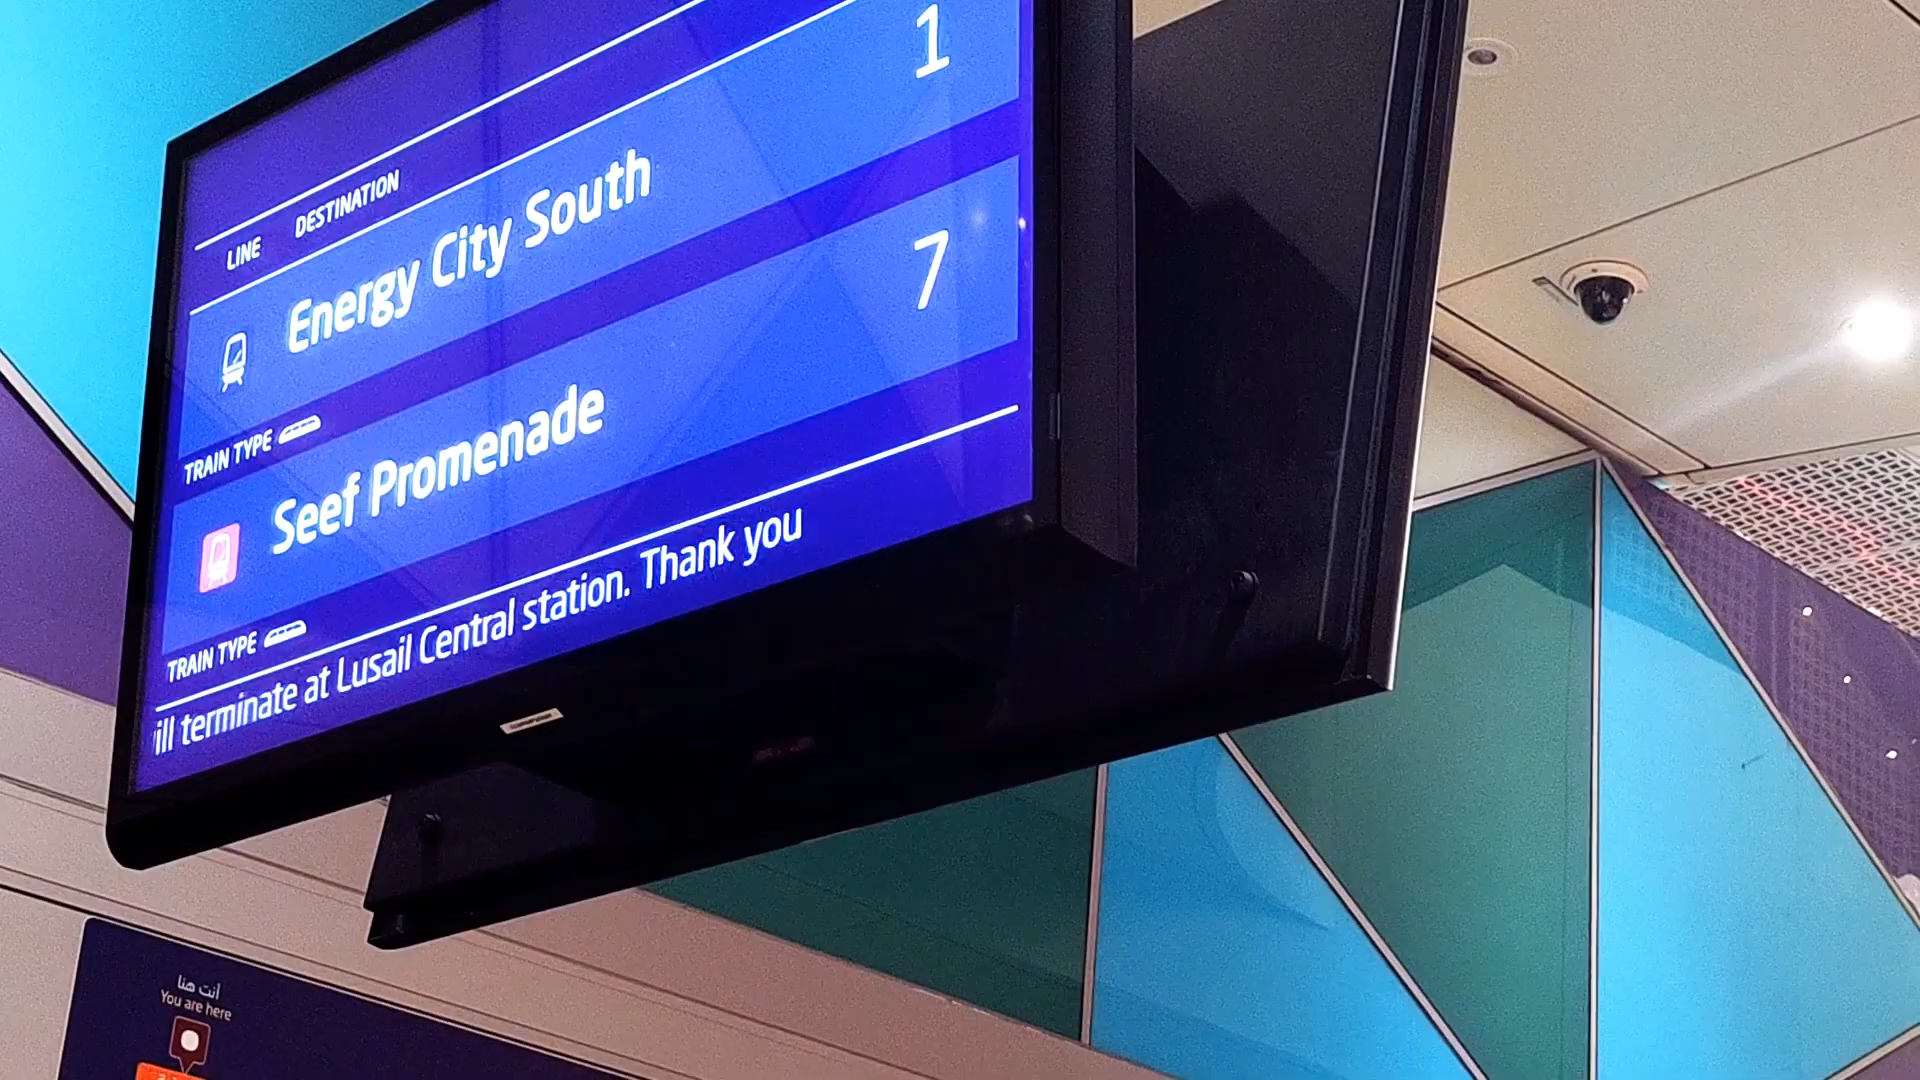 LINE DESTINATION
Energy City South 1
TRAIN TYPE
Seef Promenade 7
TRAIN TYPE
ill terminate at Lusail Central station. Thank you
أنت هنا
You are here